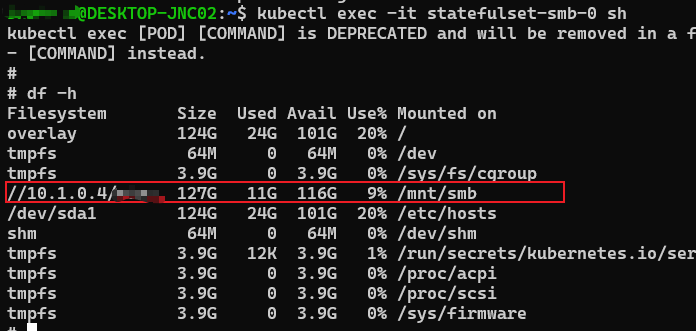 @DESKTOP-JNC02:~$ kubectl exec -it statefulset-smb-0 sh
kubectl exec [POD] [COMMAND] is DEPRECATED and will be removed in a f
- [COMMAND] instead.
#
# df -h
Filesystem Size Used Avail Use% Mounted on
overlay 124G 24G 101G 20% /
tmpfs 64M 0 64M 0% /dev
tmpfs 3.9G 0 3.9G 0% /sys/fs/cgroup
//10.1.0.4/ 127G 11G 116G 9% /mnt/smb
/dev/sda1 124G 24G 101G 20% /etc/hosts
shm 64M 0 64M 0% /dev/shm
tmpfs 3.9G 12K 3.9G 1% /run/secrets/kubernetes.io/ser
tmpfs 3.9G 0 3.9G 0% /proc/acpi
tmpfs 3.9G 0 3.9G 0% /proc/scsi
tmpfs 3.9G 0 3.9G 0% /sys/firmware
#